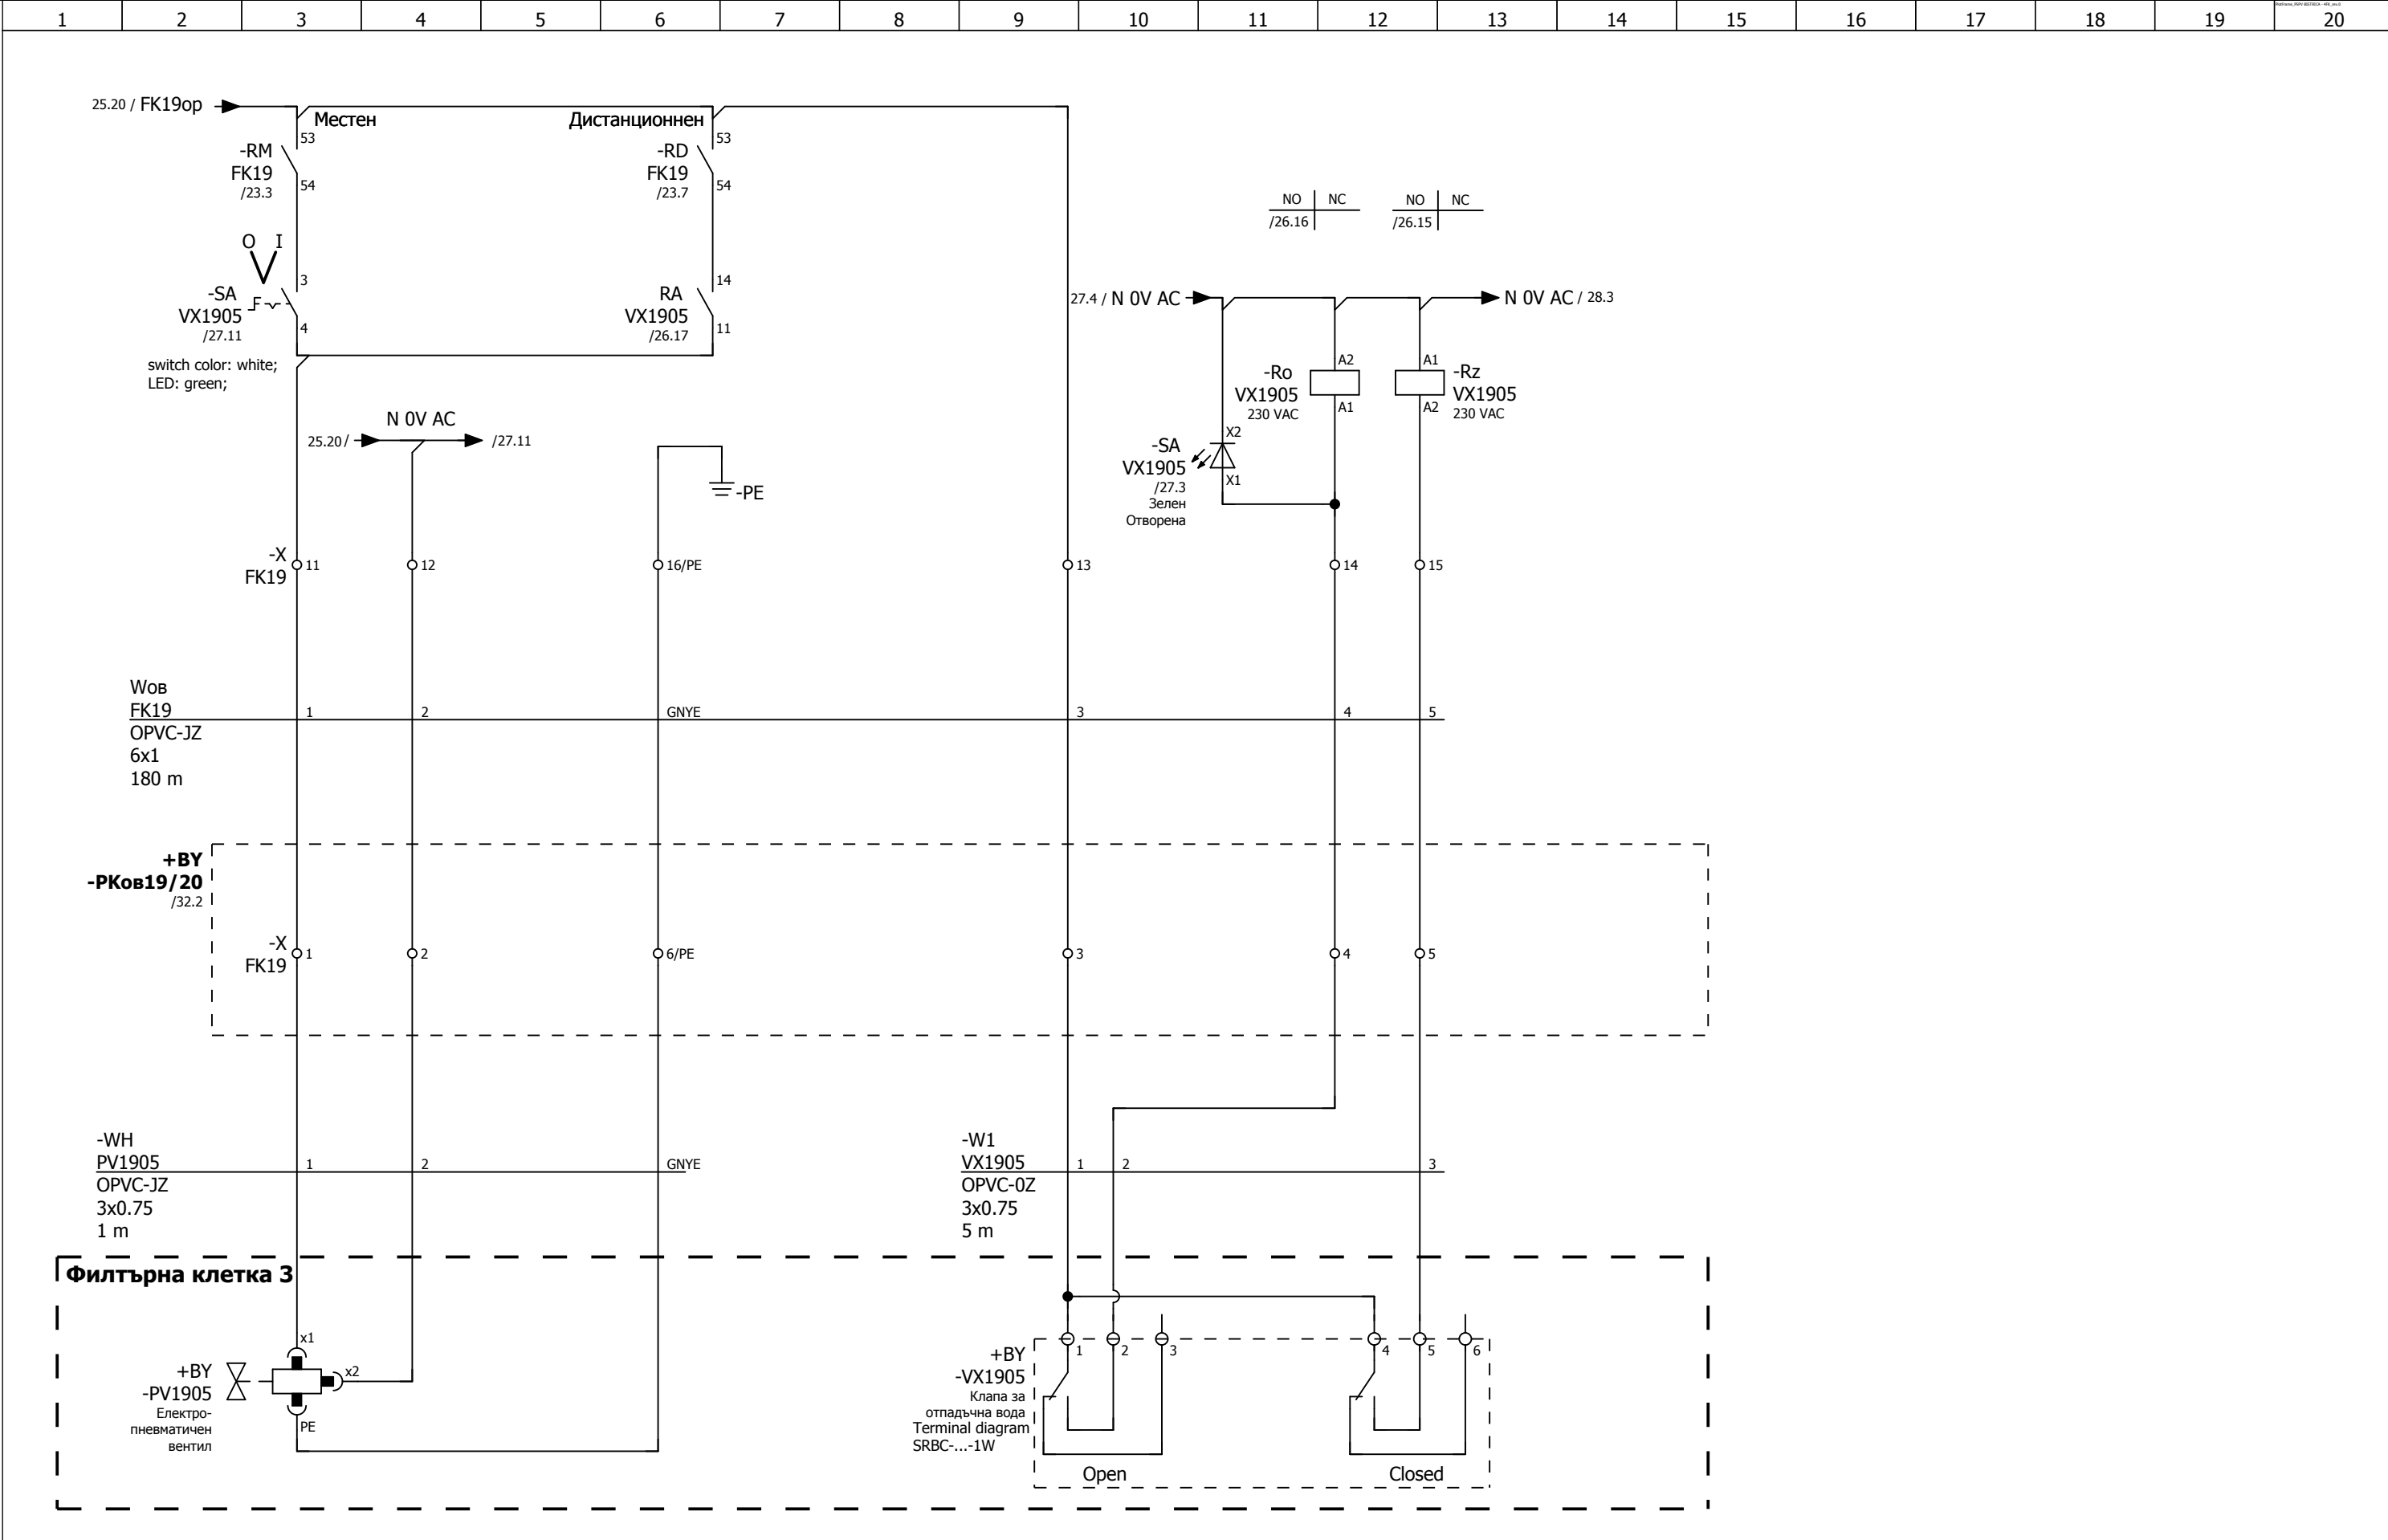 1 2 3 4 5 6 7 8 9 10 11 12 13 14 15 16 17 18 19 20
25.20 / FK19op
Местен
Дистанционнен
53
-RM
FK19
/23.3
54
53
-RD
FK19
/23.7
54
NO NC
/26.16
NO NC
/26.15
O I
3
-SA
VX1905
/27.11
4
switch color: white;
LED: green;
14
RA
VX1905
/26.17
11
27.4 / N 0V AC
N 0V AC / 28.3
A2
-Ro
VX1905
230 VAC
A1
A1
-Rz
VX1905
230 VAC
A2
N 0V AC
25.20 /
/27.11
-PE
X2
-SA
VX1905
/27.3
Зелен
Отворена
X1
-X
FK19
11
12
16/PE
13
14
15
Wов
FK19
OPVC-JZ
6x1
180 m
1
2
GNYE
3
4
5
+BY
-РКов19/20
/32.2
-X
FK19
1
2
6/PE
3
4
5
-WH
PV1905
OPVC-JZ
3x0.75
1 m
1
2
GNYE
-W1
VX1905
OPVC-0Z
3x0.75
5 m
1
2
3
Филтърна клетка 3
x1
x2
PE
+BY
-PV1905
Електро-
пневматичен
вентил
+BY
-VX1905
Клапа за
отпадъчна вода
Terminal diagram
SRBC-...-1W
1
2
3
4
5
6
Open
Closed